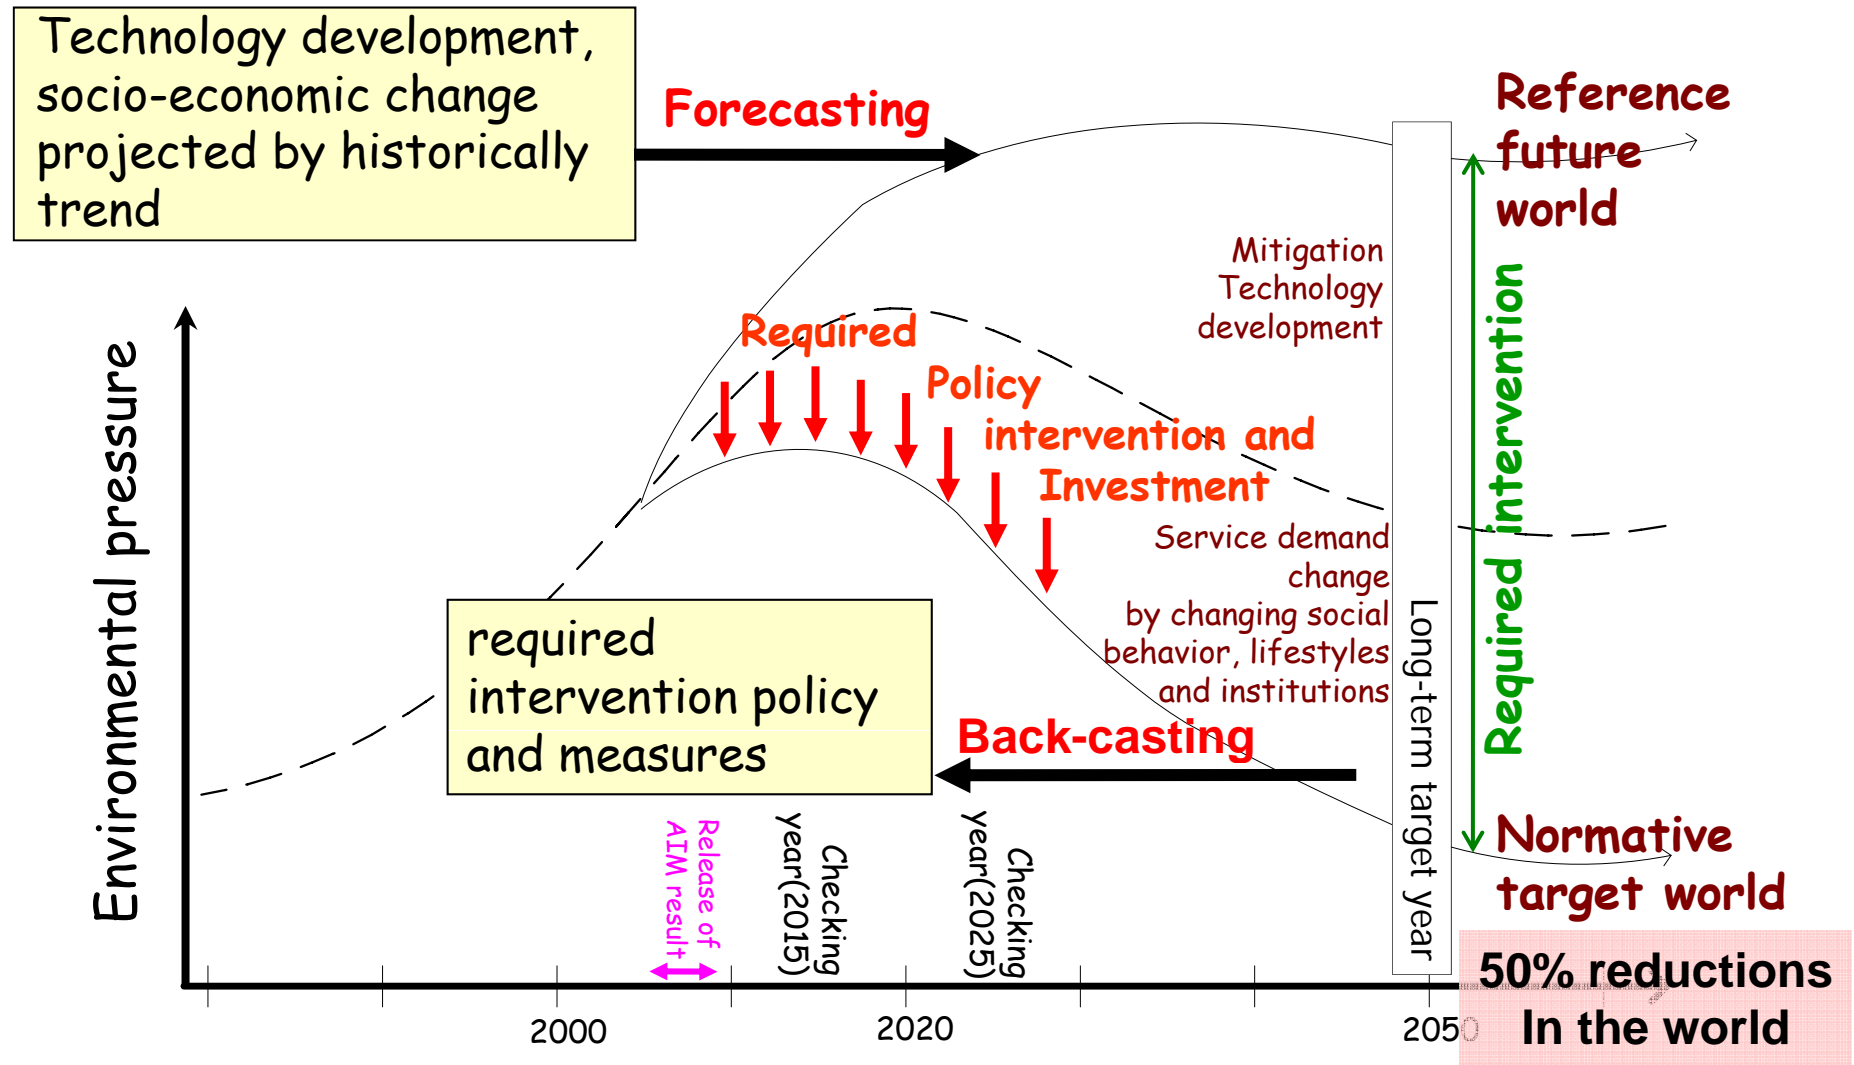 Technology development,
socio-economic change
projected by historically
trend
Forecasting
Reference
future
world
Mitigation
Technology
development
Required
Policy
intervention and
Investment
Service demand
change
by changing social
behavior, lifestyles
and institutions
Required intervention
Long-term target year
Environmental pressure
required
intervention policy
and measures
Back-casting
Release of
AIM result
Checking
year(2015)
Checking
year(2025)
Normative
target world
50% reductions
In the world
2000
2020
2050